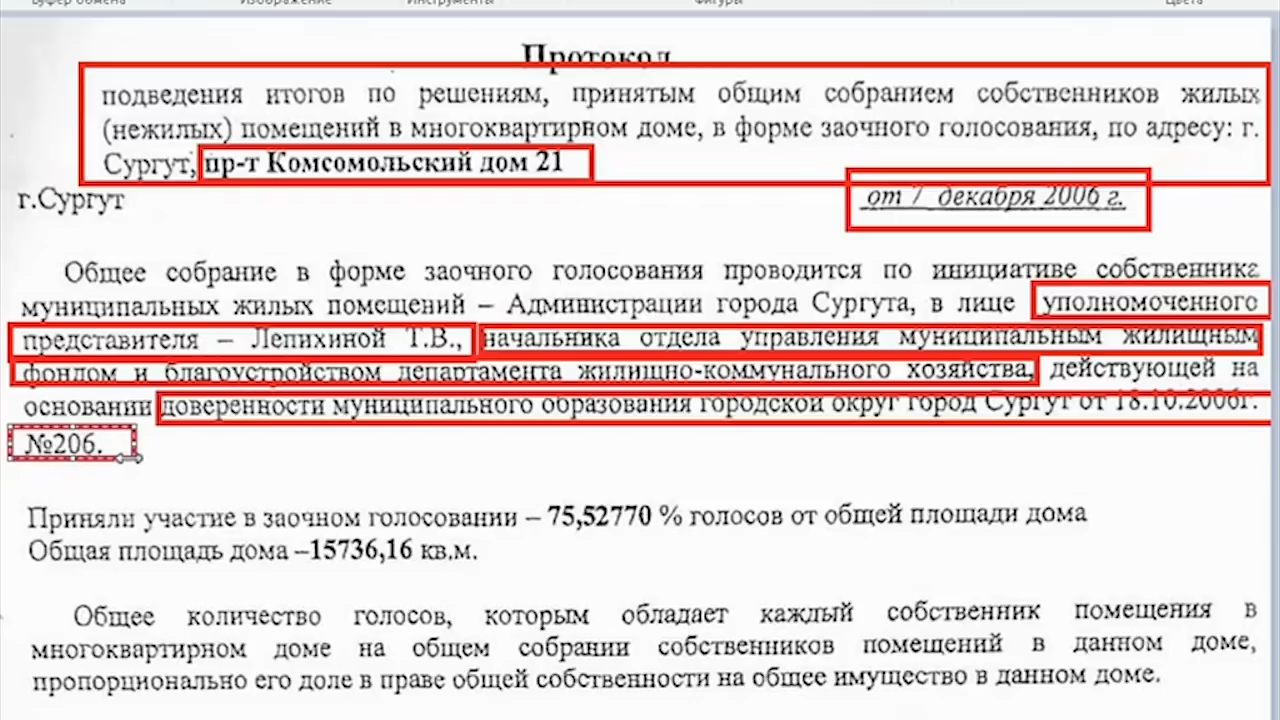 Буфер обмена Изображение Инструменты Фигуры Цвета
Протокол
подведения итогов по решениям, принятым общим собранием собственников жилых
(нежилых) помещений в многоквартирном доме, в форме заочного голосования, по адресу: г.
Сургут, пр-т Комсомольский дом 21
г.Сургут от 7 декабря 2006 г.
Общее собрание в форме заочного голосования проводится по инициативе собственника
муниципальных жилых помещений – Администрации города Сургута, в лице уполномоченного
представителя – Лепихиной Т.В., начальника отдела управления муниципальным жилищным
фондом и благоустройством департамента жилищно-коммунального хозяйства, действующей на
основании доверенности муниципального образования городской округ город Сургут от 18.10.2006г.
№206.
Приняли участие в заочном голосовании – 75,52770 % голосов от общей площади дома
Общая площадь дома –15736,16 кв.м.
Общее количество голосов, которым обладает каждый собственник помещения в
многоквартирном доме на общем собрании собственников помещений в данном доме,
пропорционально его доле в праве общей собственности на общее имущество в данном доме.